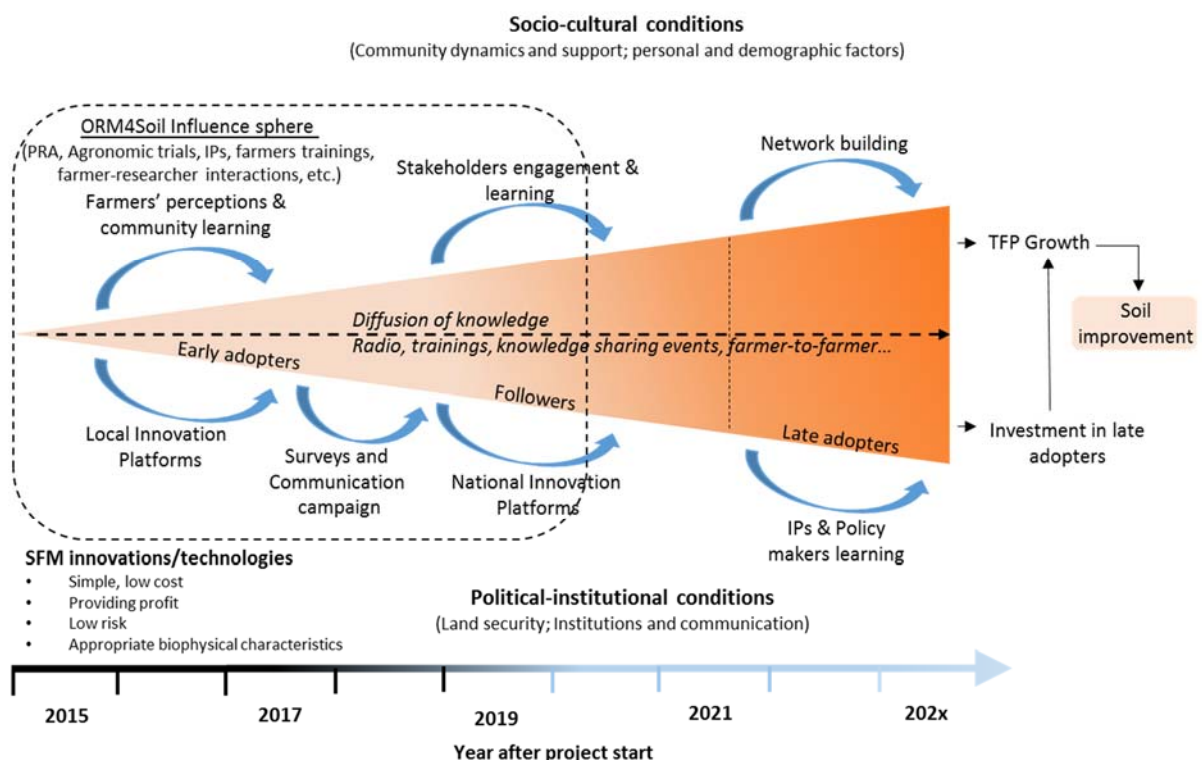 Socio-cultural conditions
(Community dynamics and support; personal and demographic factors)
ORM4Soil Influence sphere
(PRA, Agronomic trials, IPs, farmers trainings,
farmer-researcher interactions, etc.)
Farmers' perceptions &
community learning
Stakeholders engagement &
learning
Network building
TFP Growth
Soil
improvement
Diffusion of knowledge
Radio, trainings, knowledge sharing events, farmer-to-farmer...
Early adopters
Followers
Late adopters
Investment in late
adopters
Local Innovation
Platforms
Surveys and
Communication
campaign
National Innovation
Platforms
IPs & Policy
makers learning
SFM innovations/technologies
• Simple, low cost
• Providing profit
• Low risk
• Appropriate biophysical characteristics
Political-institutional conditions
(Land security; Institutions and communication)
2015 2017 2019 2021 202x
Year after project start